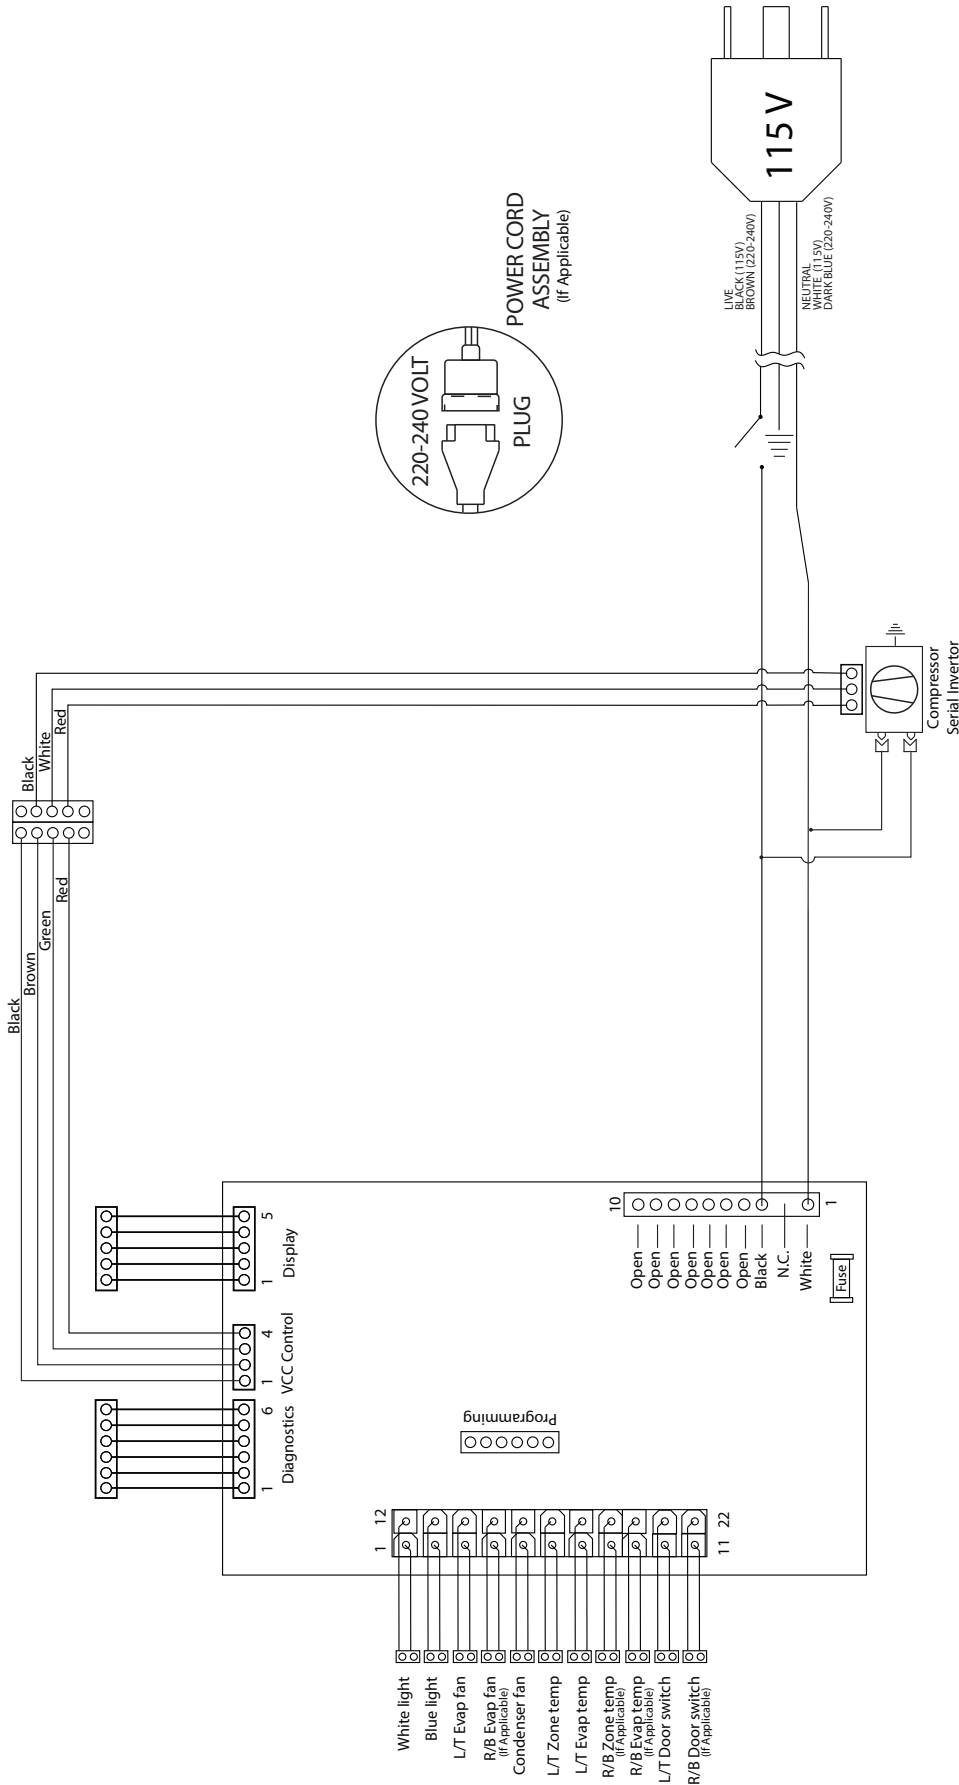 115 V
LIVE
BLACK (115V)
BROWN (220-240V)
NEUTRAL
WHITE (115V)
DARK BLUE (220-240V)
POWER CORD
ASSEMBLY
(If Applicable)
220-240 VOLT
PLUG
Black
White
Red
Black
Brown
Green
Red
Compressor
Serial Invertor
5
1
Display
4
1
VCC Control
6
1
Diagnostics
Programming
10
1
Open
Open
Open
Open
Open
Open
Open
Black
N.C.
White
Fuse
12
1
22
11
White light
Blue light
L/T Evap fan
R/B Evap fan
(If Applicable)
Condenser fan
L/T Zone temp
L/T Evap temp
R/B Zone temp
(If Applicable)
R/B Evap temp
(If Applicable)
L/T Door switch
R/B Door switch
(If Applicable)